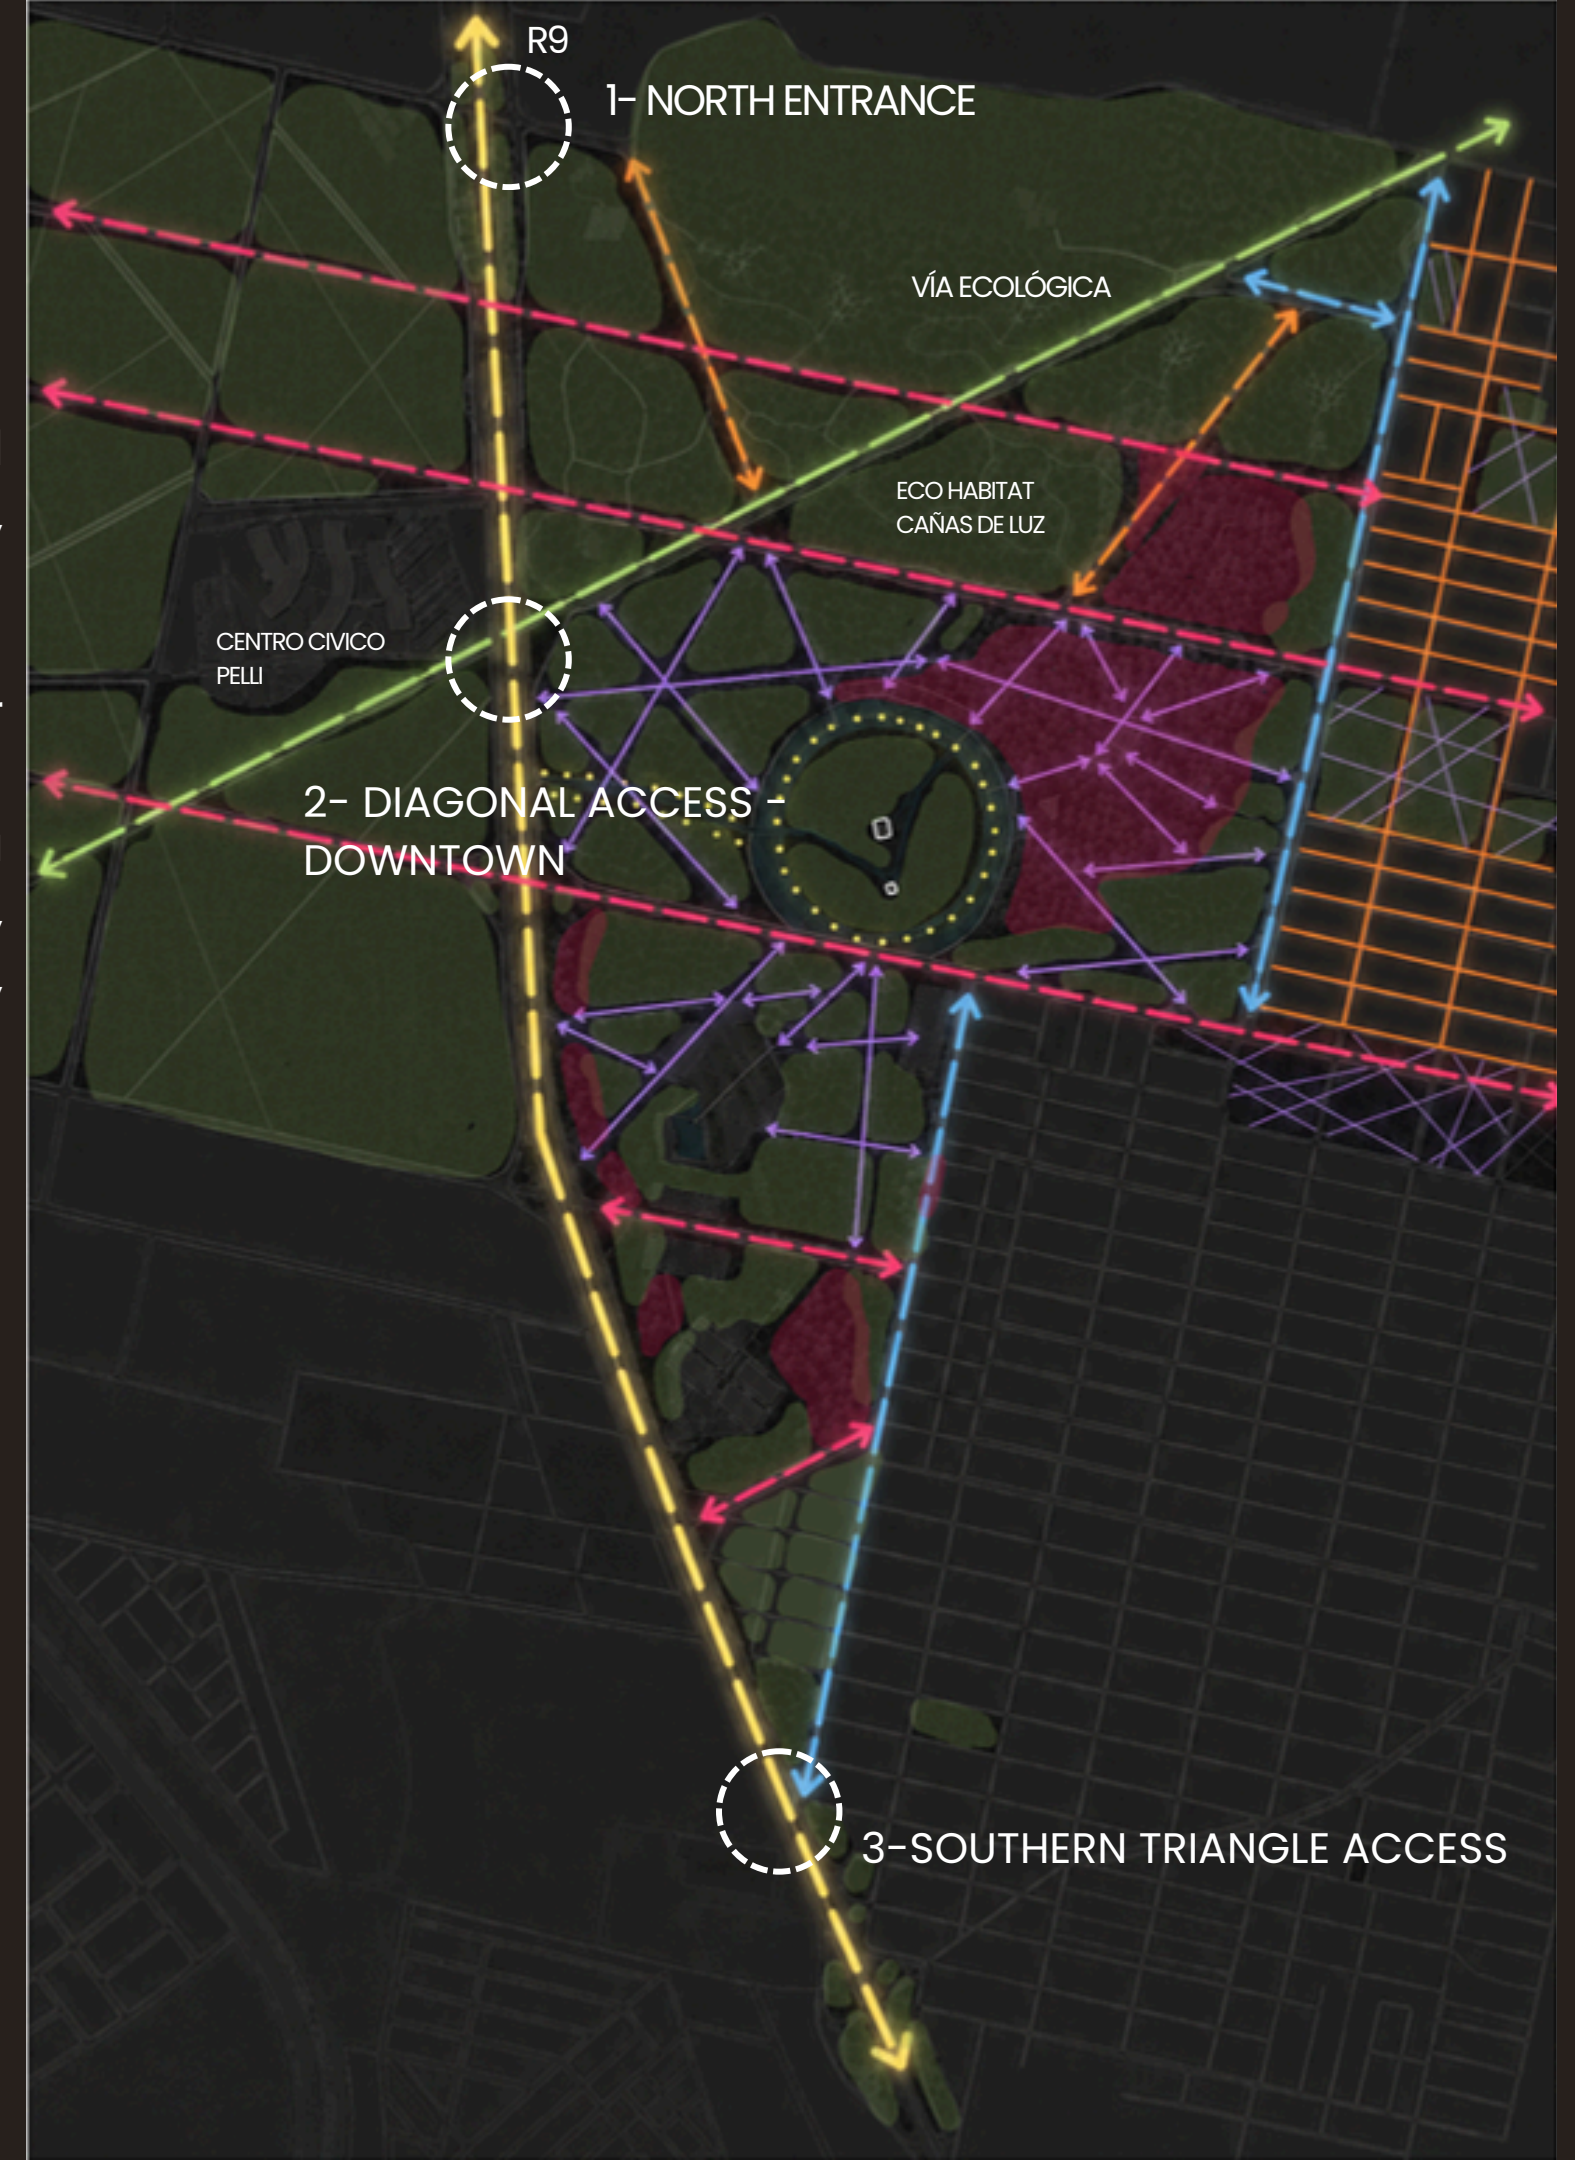 R9
1- NORTH ENTRANCE
VÍA ECOLÓGICA
ECO HABITAT
CAÑAS DE LUZ
CENTRO CIVICO
PELLI
2- DIAGONAL ACCESS -
DOWNTOWN
3-SOUTHERN TRIANGLE ACCESS